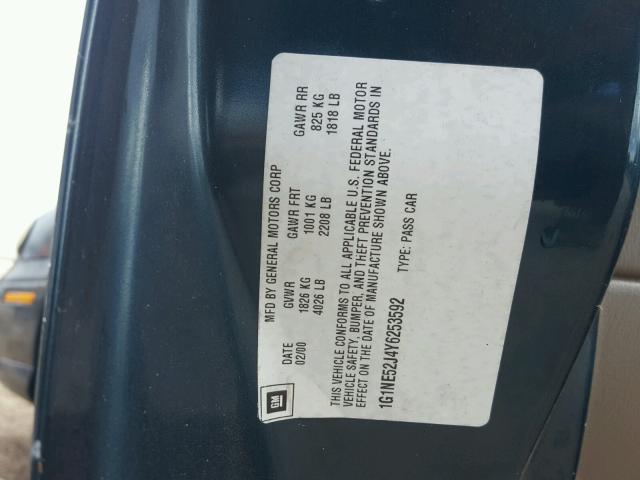 GM
MFD BY GENERAL MOTORS CORP
DATE GVWR GAWR FRT GAWR RR
02/00 1826 KG 1001 KG 825 KG
4026 LB 2208 LB 1818 LB
THIS VEHICLE CONFORMS TO ALL APPLICABLE U.S. FEDERAL MOTOR
VEHICLE SAFETY, BUMPER, AND THEFT PREVENTION STANDARDS IN
EFFECT ON THE DATE OF MANUFACTURE SHOWN ABOVE.
1G1NE52J4Y6253592 TYPE: PASS CAR